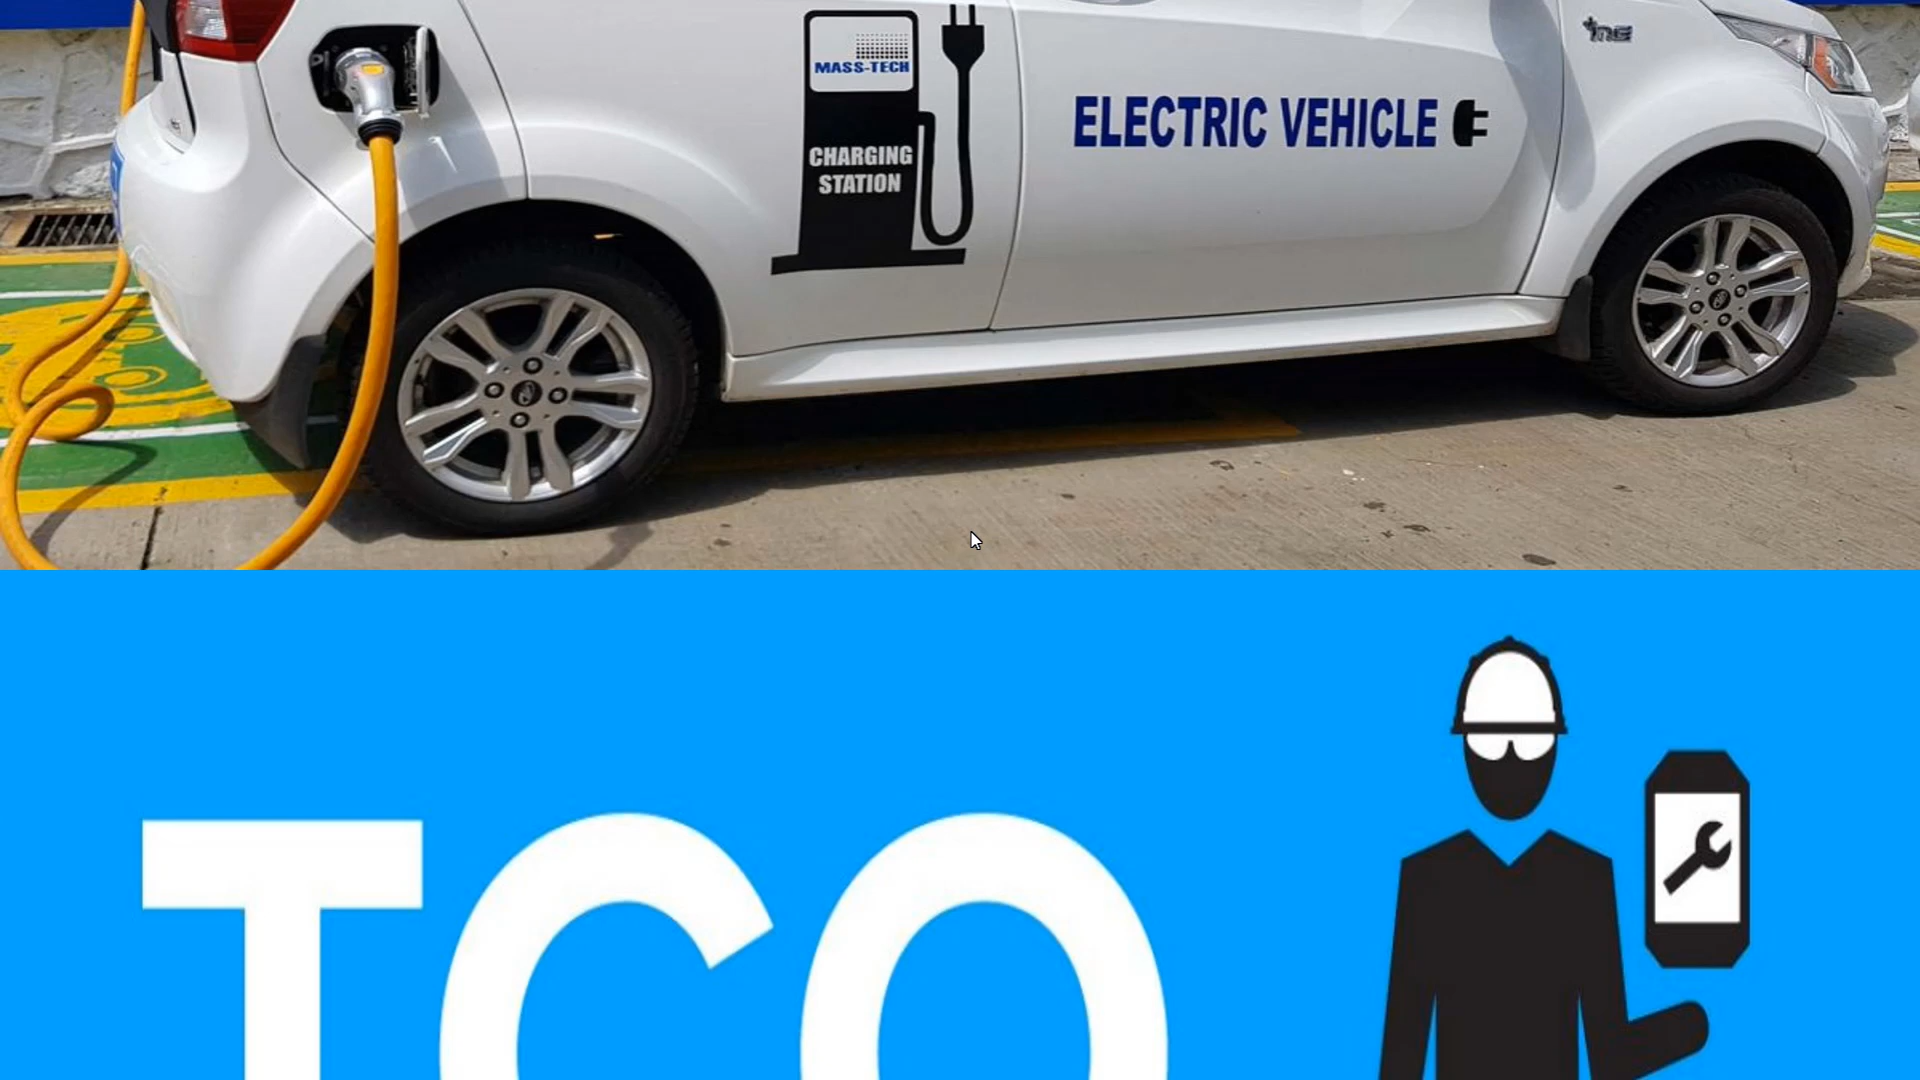 MASS-TECH
CHARGING
STATION
ELECTRIC VEHICLE
TCO